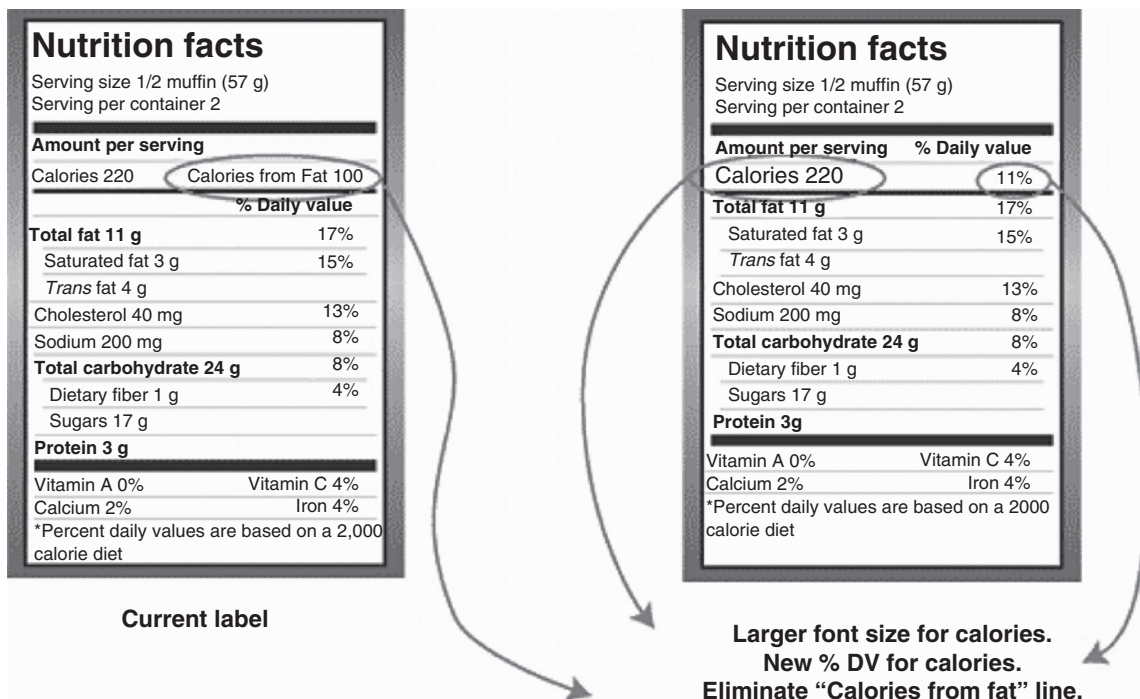 Nutrition facts
Serving size 1/2 muffin (57 g)
Serving per container 2
Amount per serving
Calories 220 Calories from Fat 100
% Daily value
Total fat 11 g 17%
Saturated fat 3 g 15%
Trans fat 4 g
Cholesterol 40 mg 13%
Sodium 200 mg 8%
Total carbohydrate 24 g 8%
Dietary fiber 1 g 4%
Sugars 17 g
Protein 3 g
Vitamin A 0% Vitamin C 4%
Calcium 2% Iron 4%
*Percent daily values are based on a 2,000
calorie diet
Current label
Nutrition facts
Serving size 1/2 muffin (57 g)
Serving per container 2
Amount per serving % Daily value
Calories 220 11%
Total fat 11 g 17%
Saturated fat 3 g 15%
Trans fat 4 g
Cholesterol 40 mg 13%
Sodium 200 mg 8%
Total carbohydrate 24 g 8%
Dietary fiber 1 g 4%
Sugars 17 g
Protein 3g
Vitamin A 0% Vitamin C 4%
Calcium 2% Iron 4%
*Percent daily values are based on a 2000
calorie diet
Larger font size for calories.
New % DV for calories.
Eliminate “Calories from fat” line.